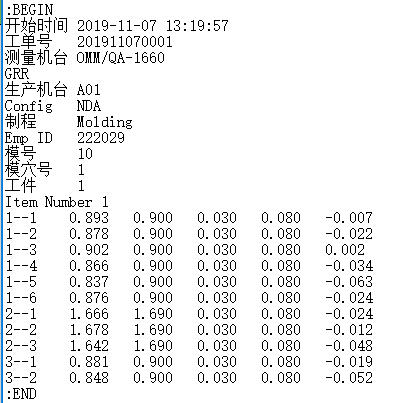 :BEGIN
开始时间 2019-11-07 13:19:57
工单号 201911070001
测量机台 OMM/QA-1660
GRR
生产机台 A01
Config NDA
制程 Molding
Emp ID 222029
模号 10
模穴号 1
工件 1
Item Number 1
1--1 0.893 0.900 0.030 0.080 -0.007
1--2 0.878 0.900 0.030 0.080 -0.022
1--3 0.902 0.900 0.030 0.080 0.002
1--4 0.866 0.900 0.030 0.080 -0.034
1--5 0.837 0.900 0.030 0.080 -0.063
1--6 0.876 0.900 0.030 0.080 -0.024
2--1 1.666 1.690 0.030 0.080 -0.024
2--2 1.678 1.690 0.030 0.080 -0.012
2--3 1.642 1.690 0.030 0.080 -0.048
3--1 0.881 0.900 0.030 0.080 -0.019
3--2 0.848 0.900 0.030 0.080 -0.052
:END